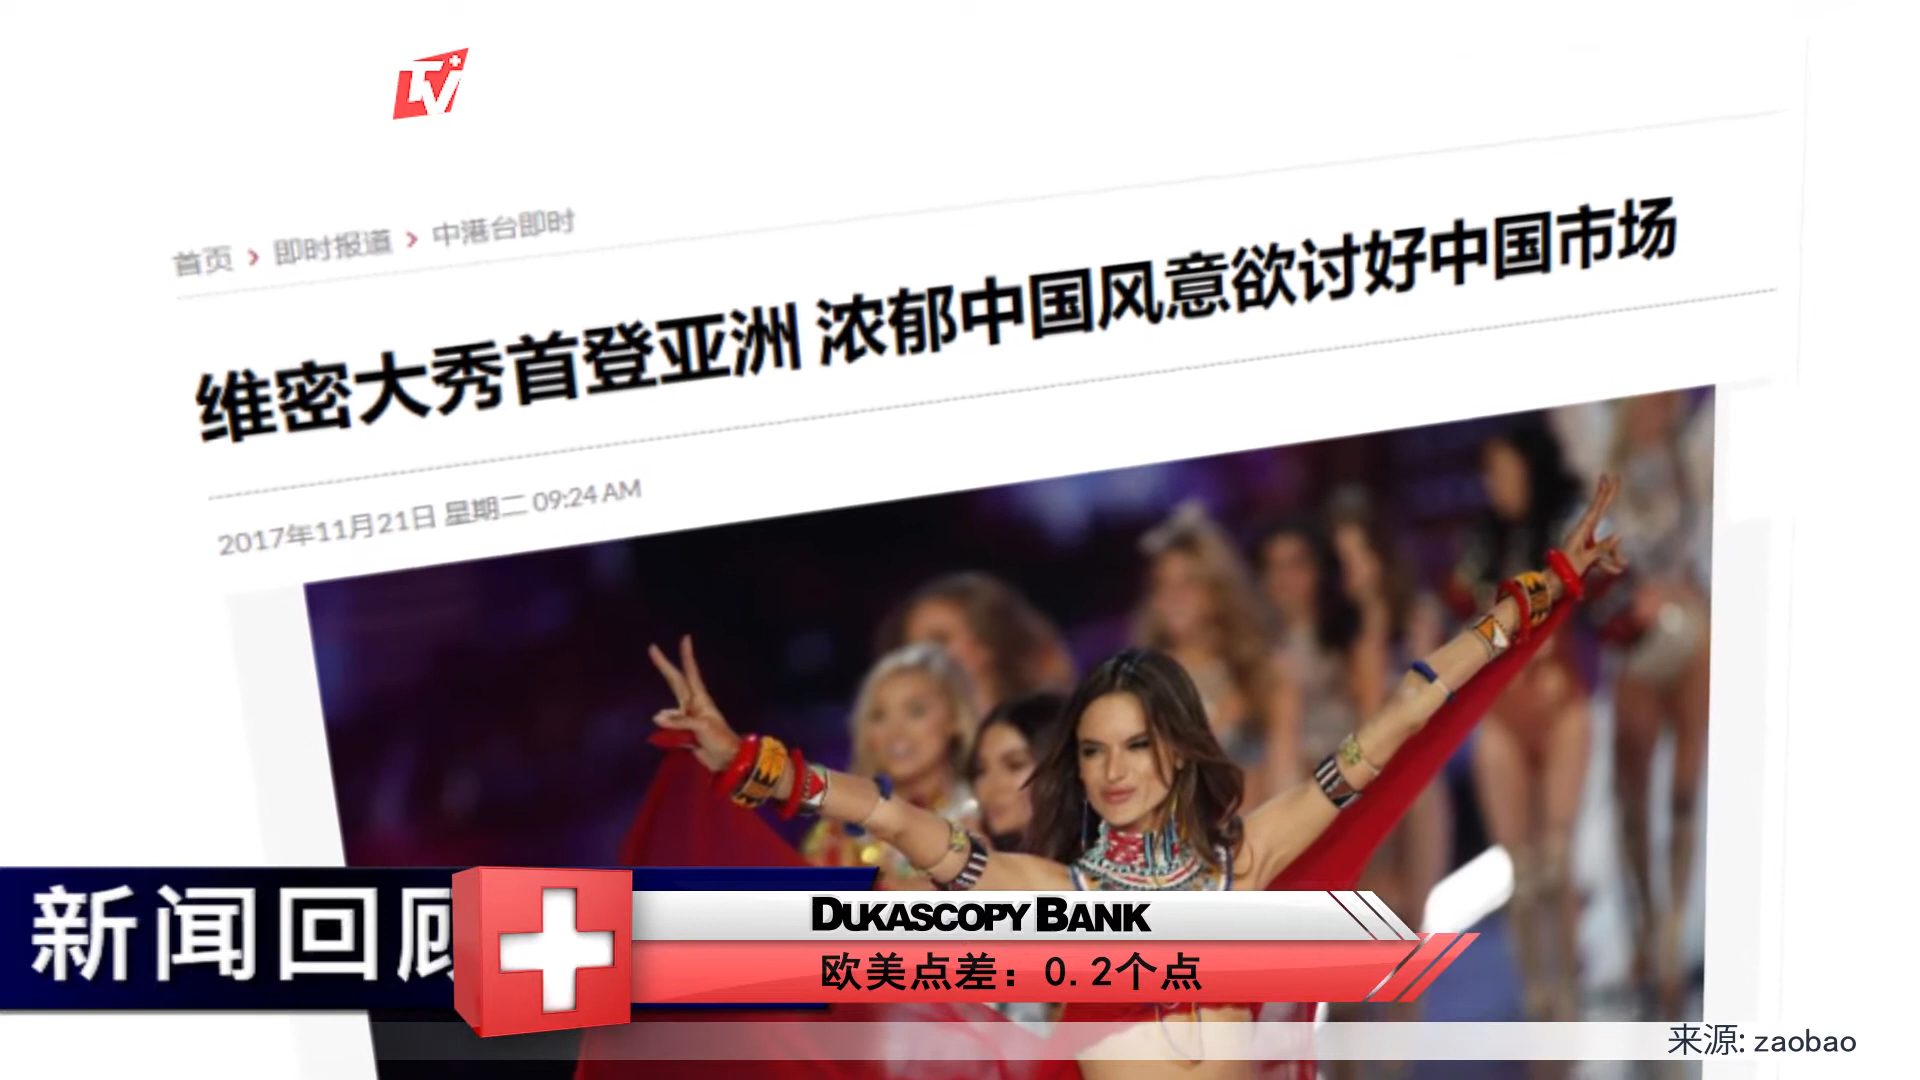 TV
首页 › 即时报道 › 中港台即时
维密大秀首登亚洲 浓郁中国风意欲讨好中国市场
2017年11月21日 星期二 09:24 AM
新闻回顾
DUKASCOPY BANK
欧美点差：0.2个点
来源: zaobao